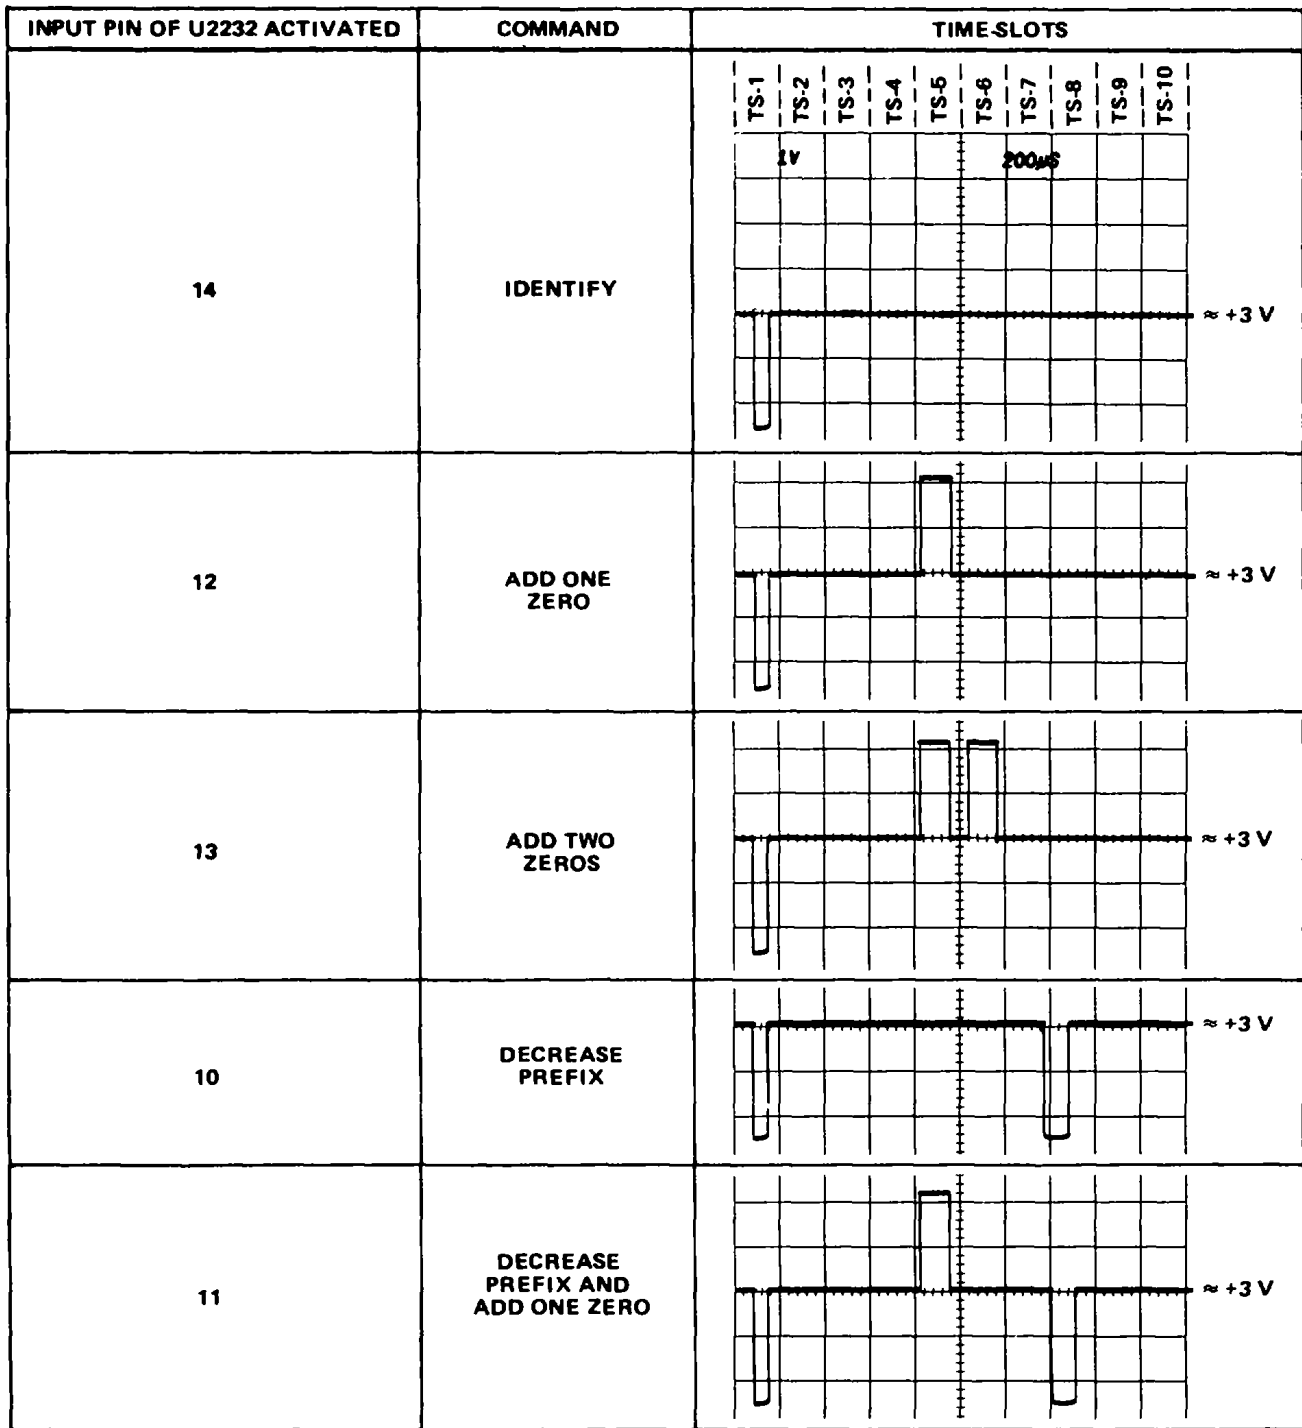 INPUT PIN OF U2232 ACTIVATED
COMMAND
TIME-SLOTS
TS-1
TS-2
TS-3
TS-4
TS-5
TS-6
TS-7
TS-8
TS-9
TS-10
1V
200µS
14
IDENTIFY
≈ +3 V
12
ADD ONE
ZERO
≈ +3 V
13
ADD TWO
ZEROS
≈ +3 V
10
DECREASE
PREFIX
≈ +3 V
11
DECREASE
PREFIX AND
ADD ONE ZERO
≈ +3 V